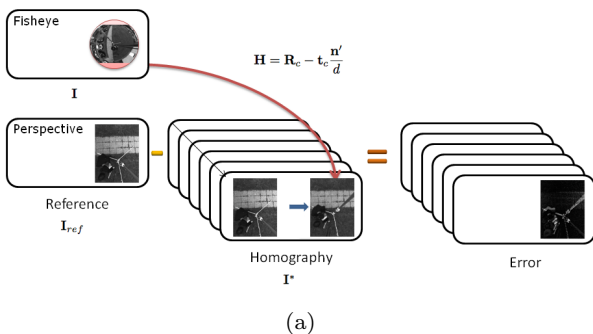 Fisheye
I
H = R_c − t_c n′/d
Perspective
Reference
I_ref
Homography
I*
Error
(a)